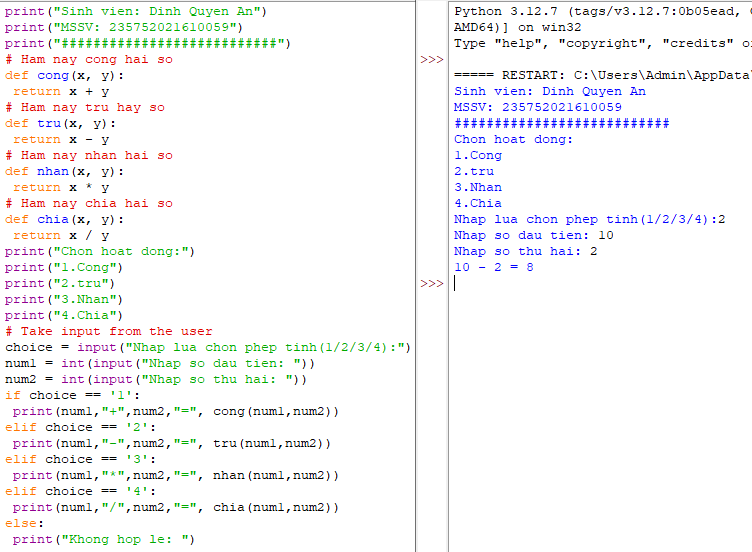 print("Sinh vien: Dinh Quyen An")
print("MSSV: 235752021610059")
print("###########################")
# Ham nay cong hai so
def cong(x, y):
 return x + y
# Ham nay tru hay so
def tru(x, y):
 return x - y
# Ham nay nhan hai so
def nhan(x, y):
 return x * y
# Ham nay chia hai so
def chia(x, y):
 return x / y
print("Chon hoat dong:")
print("1.Cong")
print("2.tru")
print("3.Nhan")
print("4.Chia")
# Take input from the user
choice = input("Nhap lua chon phep tinh(1/2/3/4):")
num1 = int(input("Nhap so dau tien: "))
num2 = int(input("Nhap so thu hai: "))
if choice == '1':
 print(num1,"+",num2,"=", cong(num1,num2))
elif choice == '2':
 print(num1,"-",num2,"=", tru(num1,num2))
elif choice == '3':
 print(num1,"*",num2,"=", nhan(num1,num2))
elif choice == '4':
 print(num1,"/",num2,"=", chia(num1,num2))
else:
 print("Khong hop le: ")
Python 3.12.7 (tags/v3.12.7:0b05ead,
AMD64)] on win32
Type "help", "copyright", "credits" o
>>>
===== RESTART: C:\Users\Admin\AppData\
Sinh vien: Dinh Quyen An
MSSV: 235752021610059
###########################
Chon hoat dong:
1.Cong
2.tru
3.Nhan
4.Chia
Nhap lua chon phep tinh(1/2/3/4):2
Nhap so dau tien: 10
Nhap so thu hai: 2
10 - 2 = 8
>>>